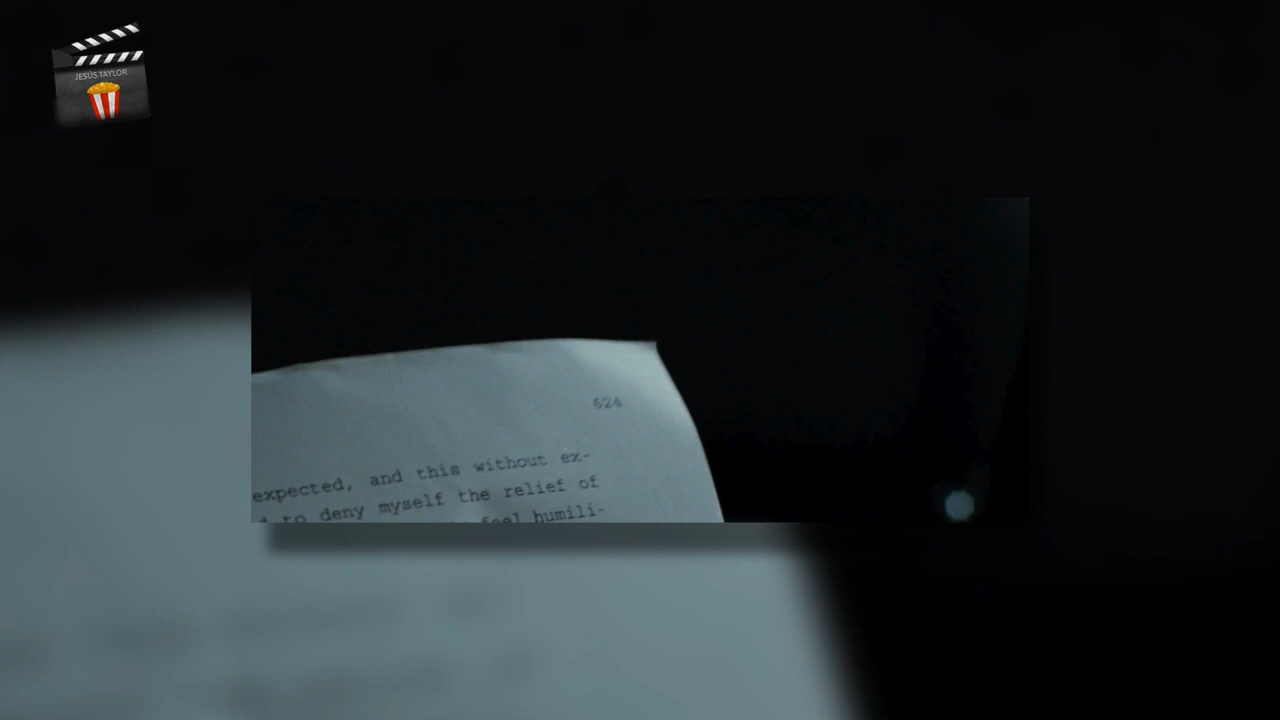 JESÚS TAYLOR
624
expected, and this without ex-
to deny myself the relief of
feel humili-